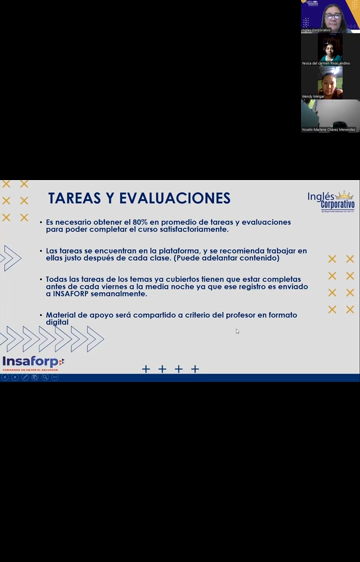 TAREAS Y EVALUACIONES
Inglés
Corporativo
• Es necesario obtener el 80% en promedio de tareas y evaluaciones
para poder completar el curso satisfactoriamente.
• Las tareas se encuentran en la plataforma, y se recomienda trabajar en
ellas justo después de cada clase. (Puede adelantar contenido)
• Todas las tareas de los temas ya cubiertos tienen que estar completas
antes de cada viernes a la media noche ya que ese registro es enviado
a INSAFORP semanalmente.
• Material de apoyo será compartido a criterio del profesor en formato
digital
Insaforp